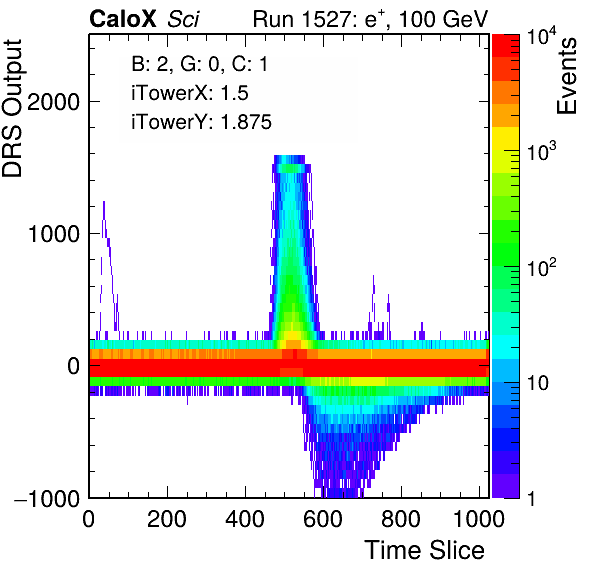 CaloX Sci
Run 1527: e⁺, 100 GeV
B: 2, G: 0, C: 1
iTowerX: 1.5
iTowerY: 1.875
DRS Output
2000
1000
0
−1000
0 200 400 600 800 1000
Time Slice
Events
10⁴
10³
10²
10
1